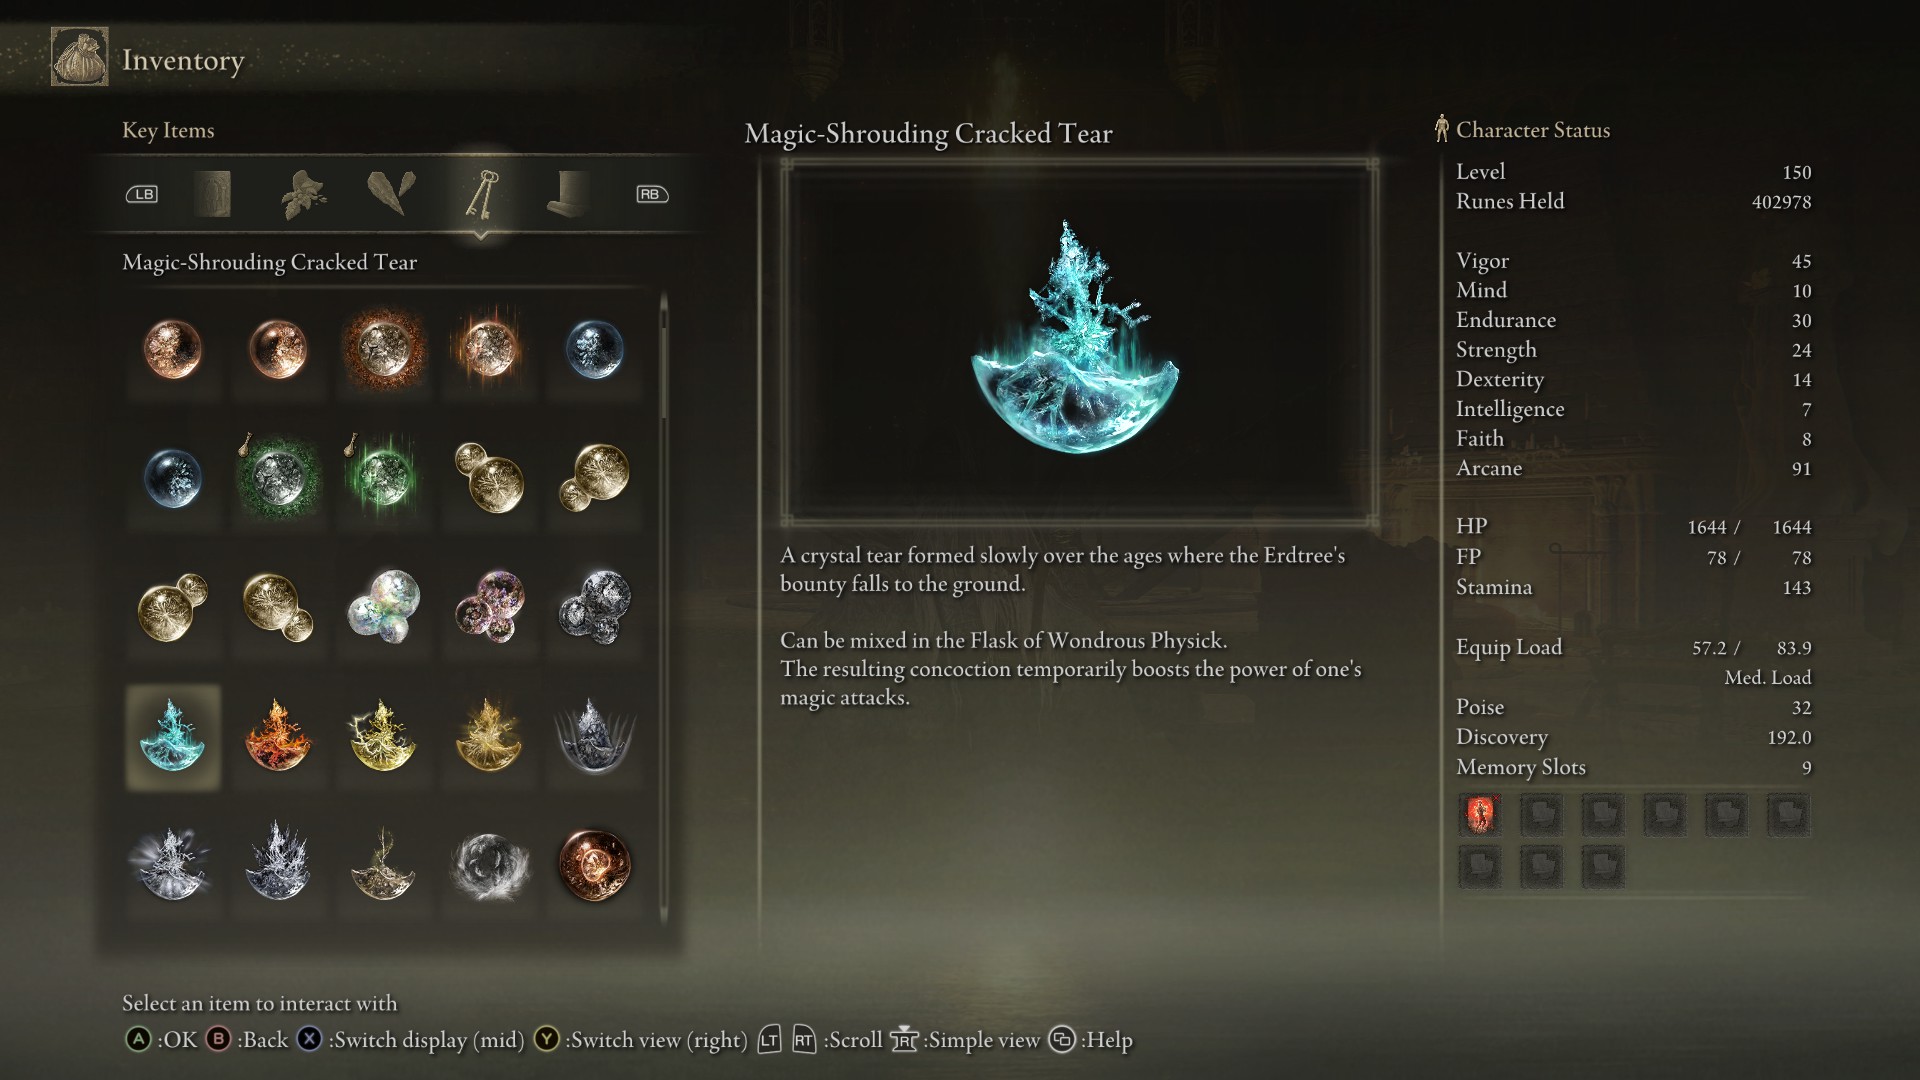 Inventory
Key Items
LB
RB
Magic-Shrouding Cracked Tear
Magic-Shrouding Cracked Tear
A crystal tear formed slowly over the ages where the Erdtree's
bounty falls to the ground.
Can be mixed in the Flask of Wondrous Physick.
The resulting concoction temporarily boosts the power of one's
magic attacks.
Character Status
Level 150
Runes Held 402978
Vigor 45
Mind 10
Endurance 30
Strength 24
Dexterity 14
Intelligence 7
Faith 8
Arcane 91
HP 1644 / 1644
FP 78 / 78
Stamina 143
Equip Load 57.2 / 83.9
Med. Load
Poise 32
Discovery 192.0
Memory Slots 9
Select an item to interact with
A :OK B :Back X :Switch display (mid) Y :Switch view (right) LT RT :Scroll R :Simple view :Help